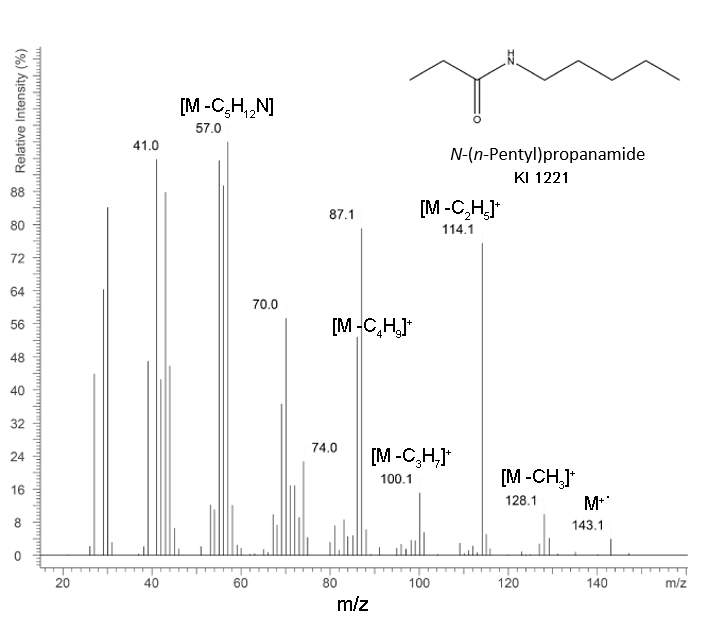 H
N
O
N-(n-Pentyl)propanamide
KI 1221
Relative Intensity (%)
[M -C₅H₁₂N]
57.0
41.0
[M -C₂H₅]⁺
114.1
87.1
70.0
[M -C₄H₉]⁺
74.0
[M -C₃H₇]⁺
100.1
[M -CH₃]⁺
128.1
M⁺˙
143.1
88
80
72
64
56
48
40
32
24
16
8
0
20 40 60 80 100 120 140 m/z
m/z